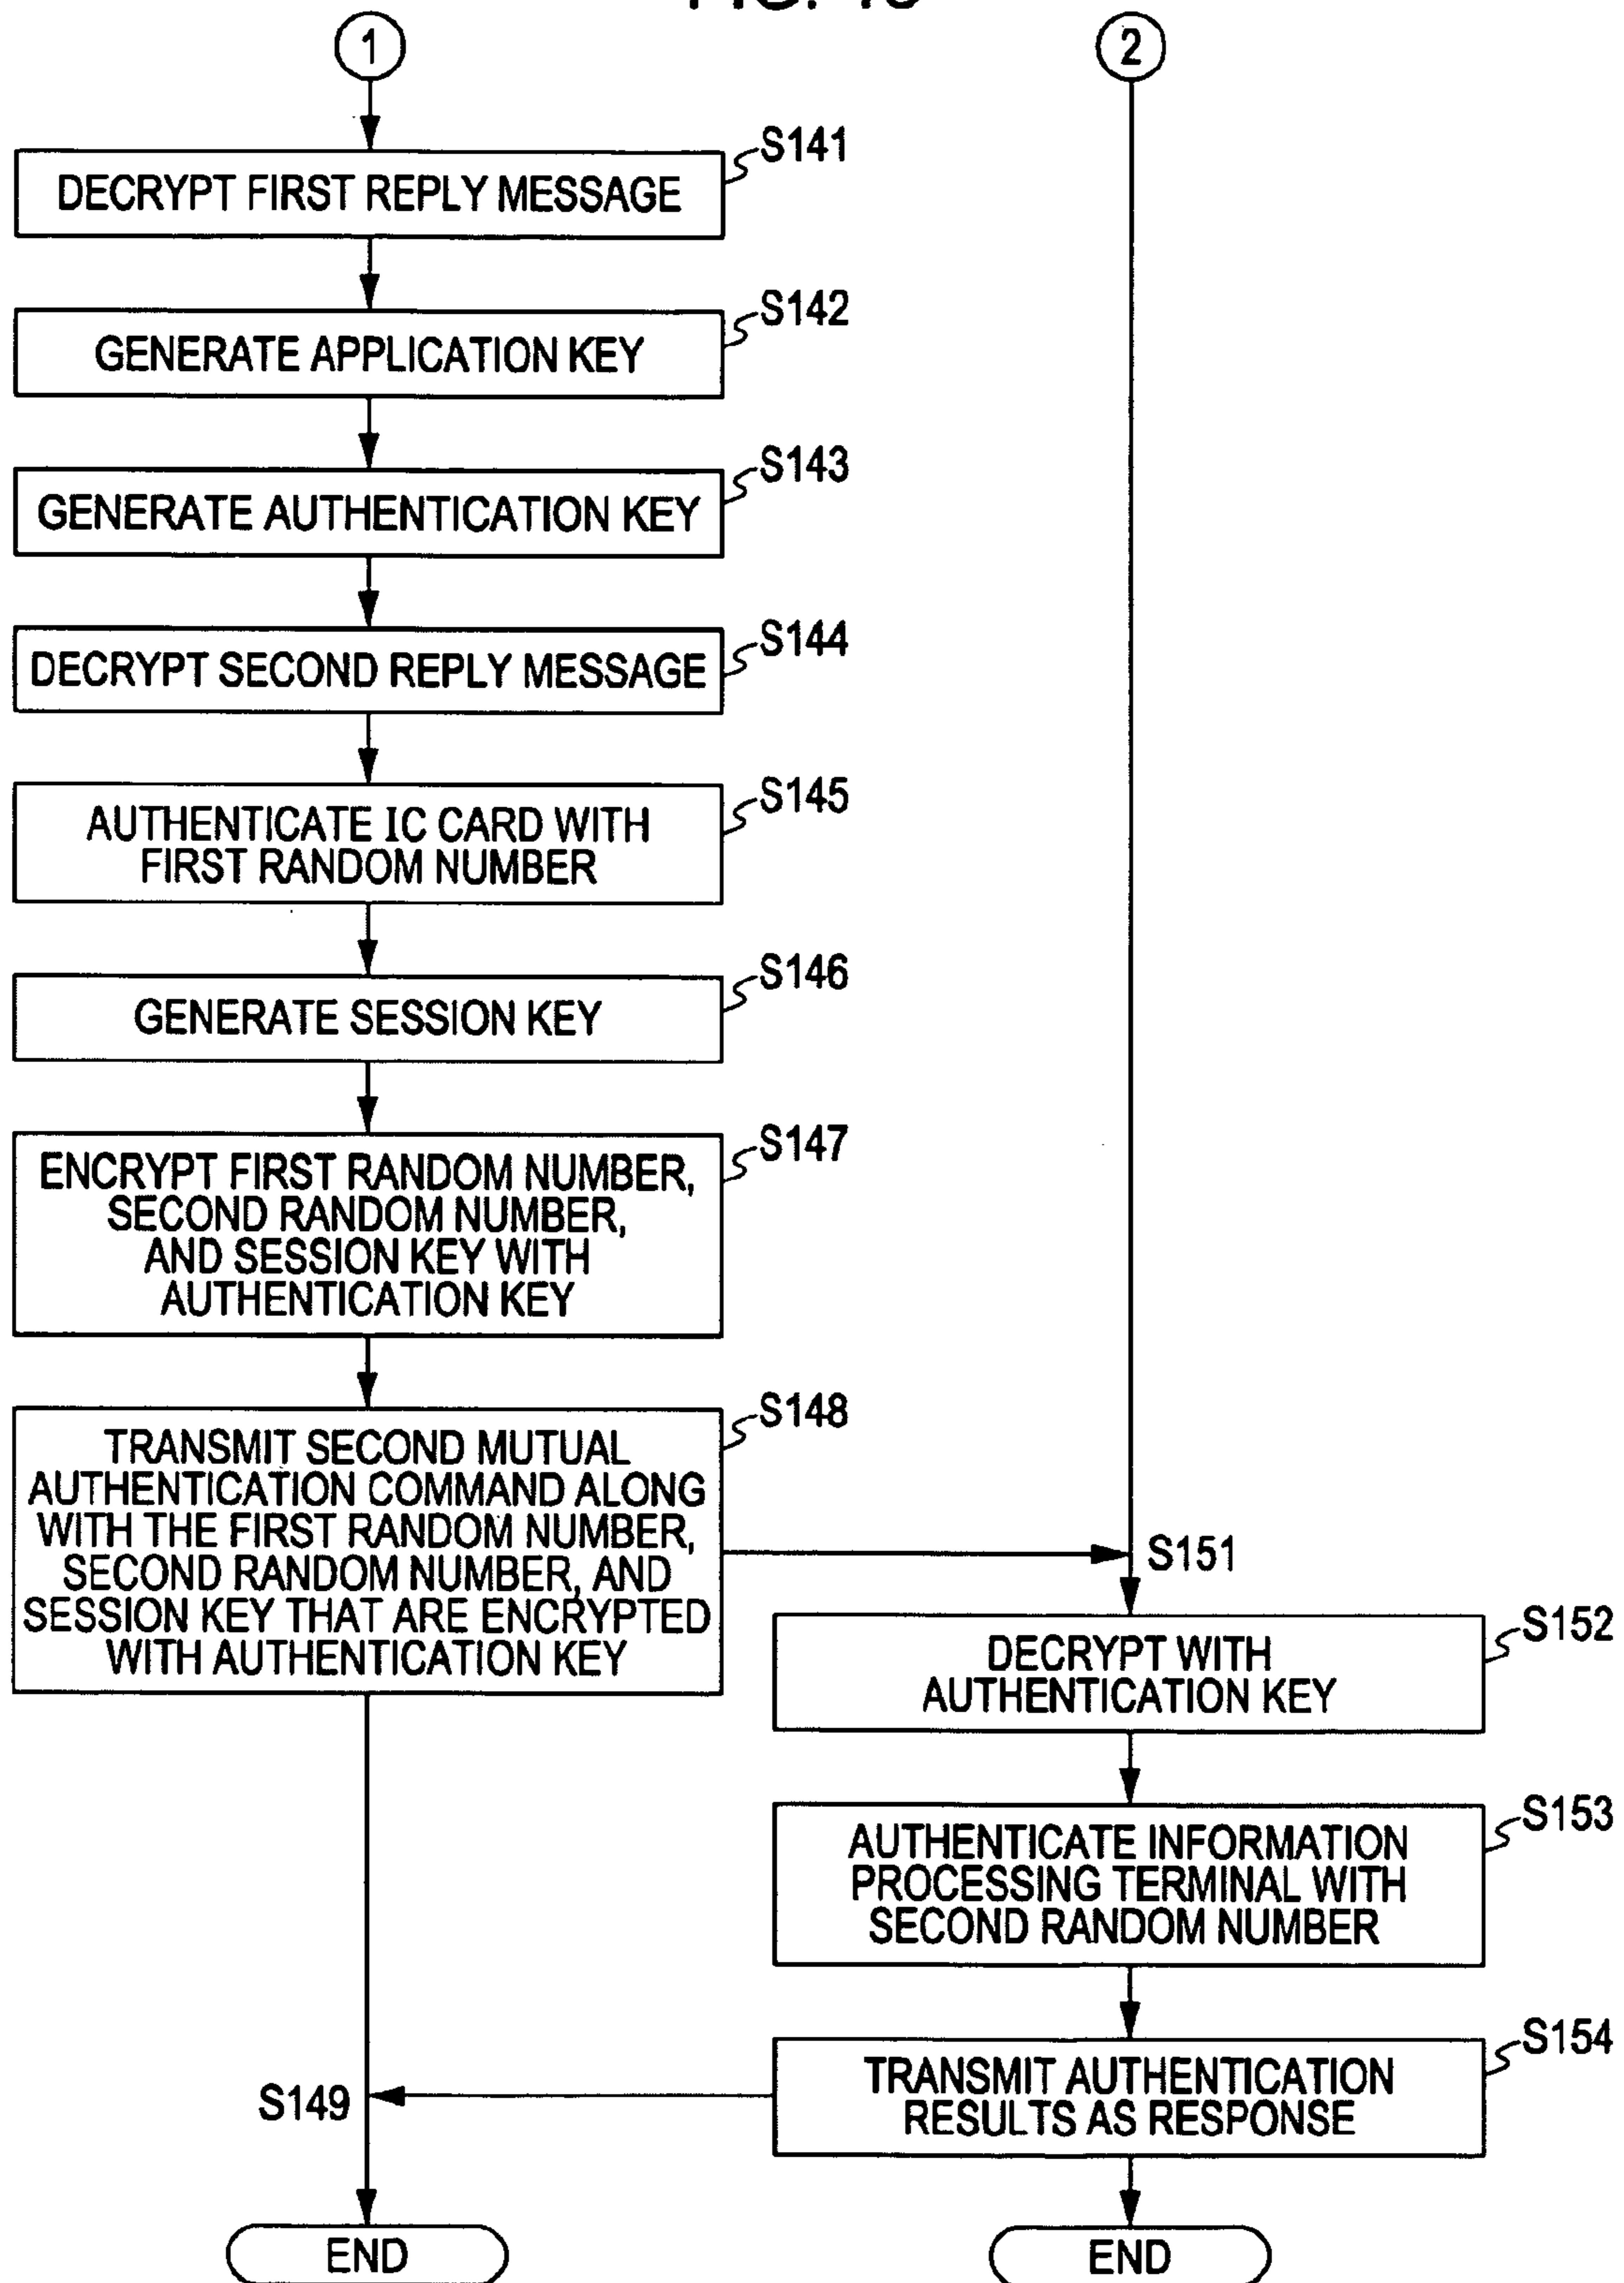 1
2
S141
DECRYPT FIRST REPLY MESSAGE
S142
GENERATE APPLICATION KEY
S143
GENERATE AUTHENTICATION KEY
S144
DECRYPT SECOND REPLY MESSAGE
S145
AUTHENTICATE IC CARD WITH
FIRST RANDOM NUMBER
S146
GENERATE SESSION KEY
S147
ENCRYPT FIRST RANDOM NUMBER,
SECOND RANDOM NUMBER,
AND SESSION KEY WITH
AUTHENTICATION KEY
S148
TRANSMIT SECOND MUTUAL
AUTHENTICATION COMMAND ALONG
WITH THE FIRST RANDOM NUMBER,
SECOND RANDOM NUMBER, AND
SESSION KEY THAT ARE ENCRYPTED
WITH AUTHENTICATION KEY
S151
S152
DECRYPT WITH
AUTHENTICATION KEY
S153
AUTHENTICATE INFORMATION
PROCESSING TERMINAL WITH
SECOND RANDOM NUMBER
S154
TRANSMIT AUTHENTICATION
RESULTS AS RESPONSE
S149
END
END